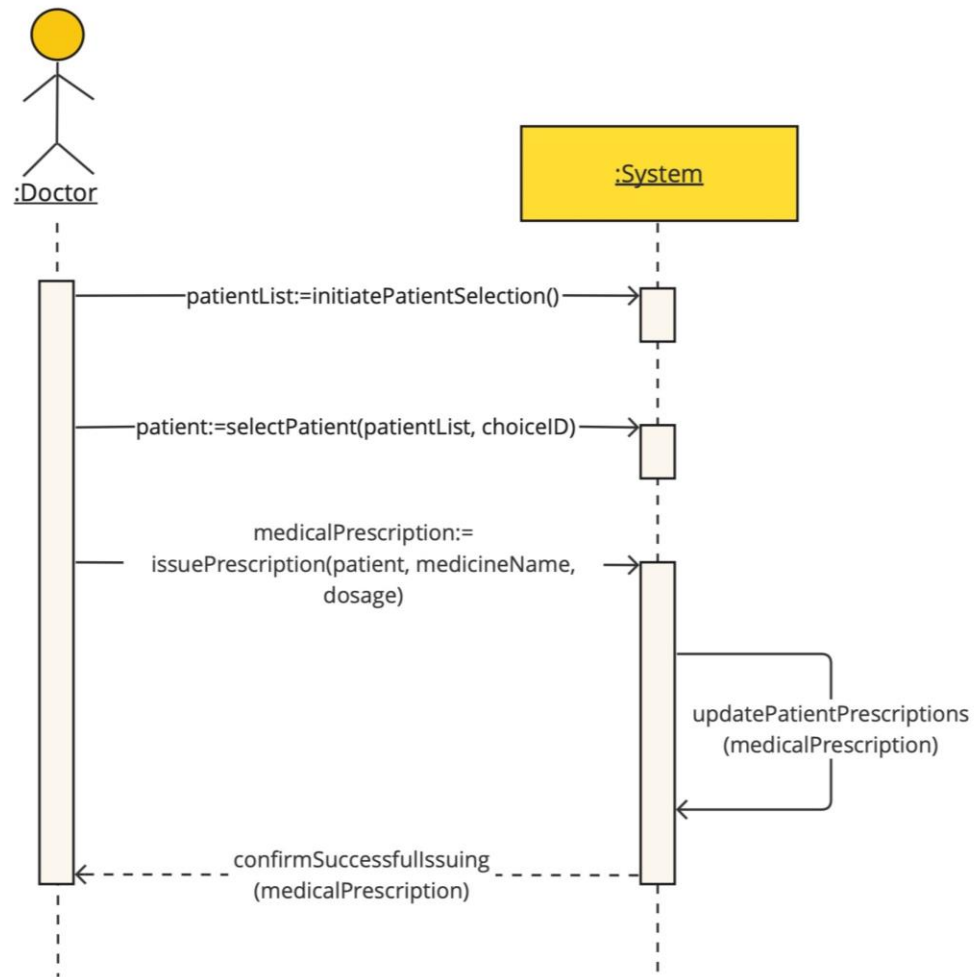 :System
:Doctor
patientList:=initiatePatientSelection()
patient:=selectPatient(patientList, choiceID)
medicalPrescription:=
issuePrescription(patient, medicineName,
dosage)
updatePatientPrescriptions
(medicalPrescription)
confirmSuccessfulIssuing
(medicalPrescription)